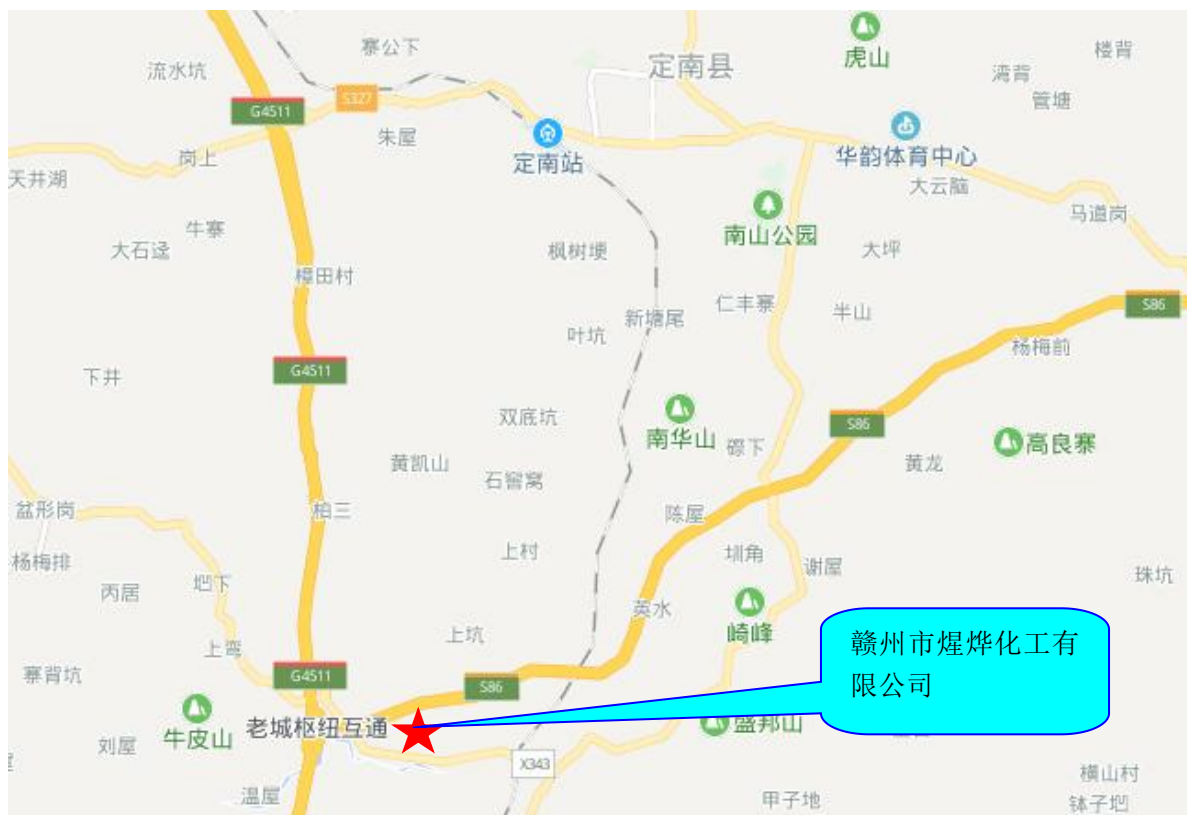 寨公下
虎山
楼背
流水坑
定南县
湾背
管塘
S327
G4511
朱屋
岗上
定南站
华韵体育中心
天井湖
大云脑
马道岗
牛寨
南山公园
大石迳
枫树埂
大坪
樟田村
仁丰寨
S86
新塘尾
半山
叶坑
杨梅前
G4511
下井
双底坑
S86
南华山
磜下
高良寨
黄凯山
黄龙
石窖窝
盆形岗
柏三
陈屋
上村
圳角
杨梅排
谢屋
珠坑
丙居
英水
上坑
崎峰
上弯
赣州市煋烨化工有
限公司
寨背坑
G4511
S86
老城枢纽互通
盛邦山
牛皮山
刘屋
X343
横山村
温屋
甲子地